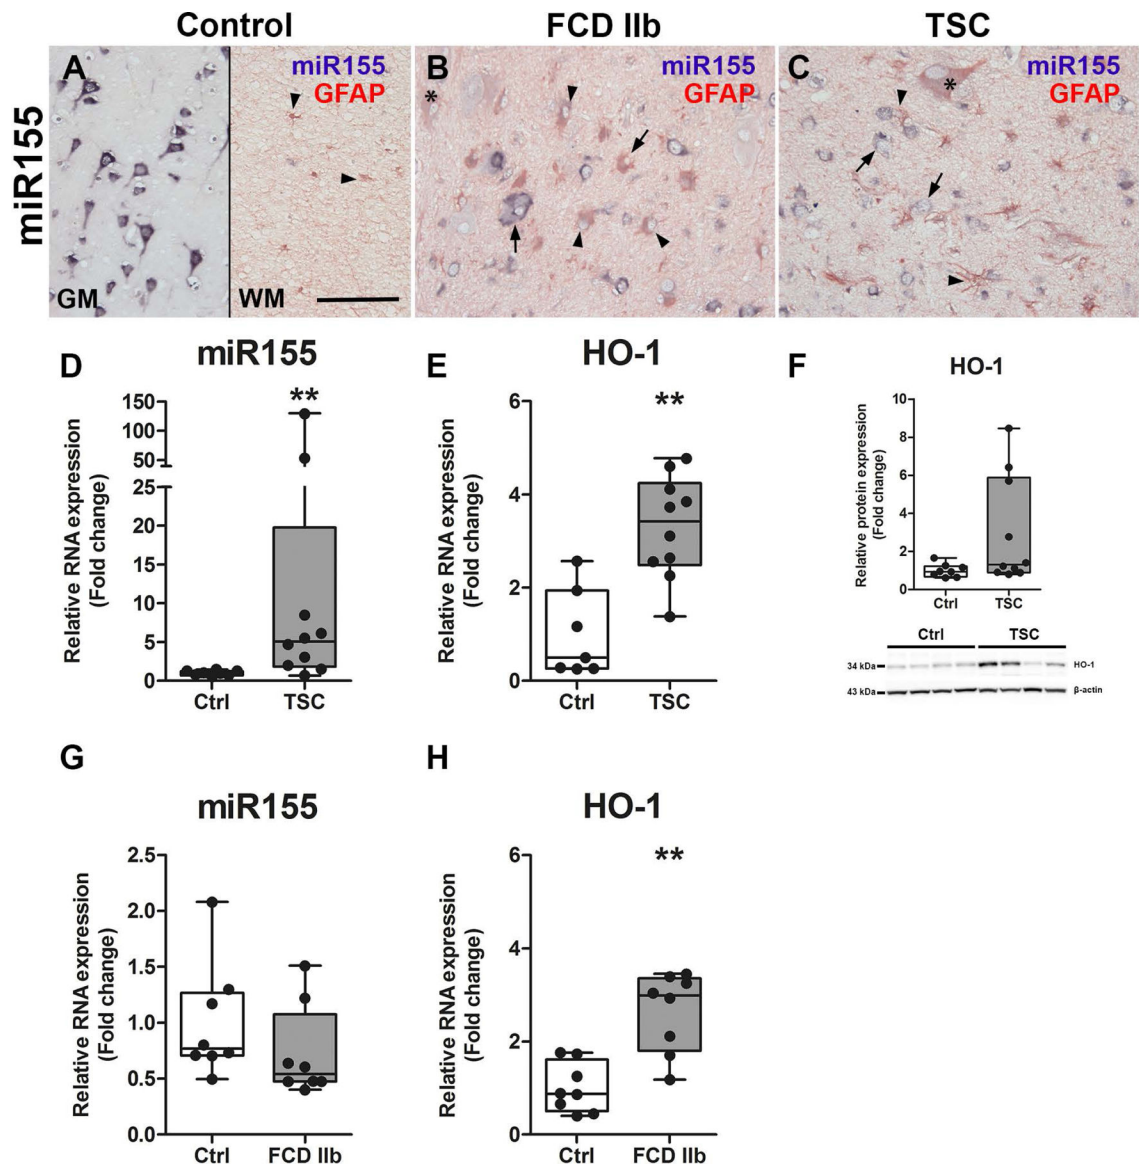 Control
FCD IIb
TSC
miR155
A
miR155
GFAP
GM
WM
B
miR155
GFAP
*
C
miR155
GFAP
*
D
miR155
**
Relative RNA expression
(Fold change)
150
125
100
75
50
25
20
15
10
5
0
Ctrl
TSC
E
HO-1
**
Relative RNA expression
(Fold change)
6
4
2
0
Ctrl
TSC
F
HO-1
Relative protein expression
(Fold change)
10
8
6
4
2
0
Ctrl
TSC
Ctrl
TSC
34 kDa
HO-1
43 kDa
β-actin
G
miR155
Relative RNA expression
(Fold change)
2.5
2.0
1.5
1.0
0.5
0.0
Ctrl
FCD IIb
H
HO-1
**
Relative RNA expression
(Fold change)
6
4
2
0
Ctrl
FCD IIb